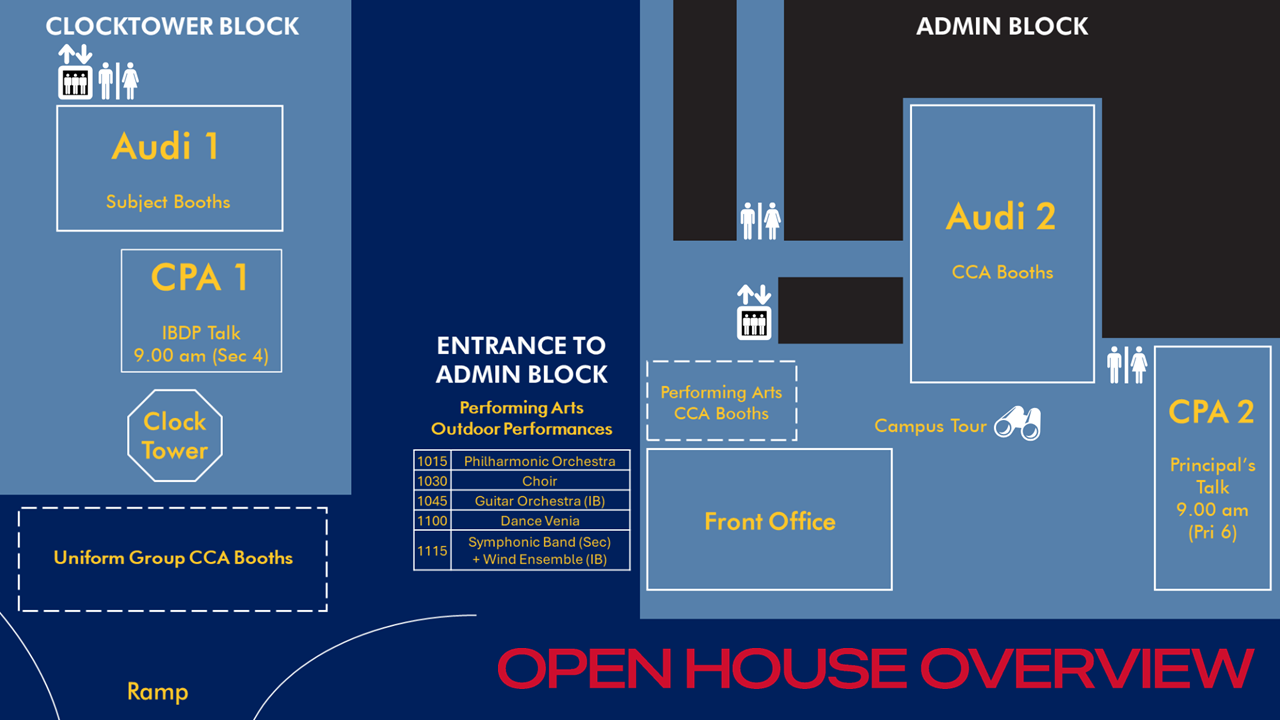 CLOCKTOWER BLOCK
Audi 1
Subject Booths
CPA 1
IBDP Talk
9.00 am (Sec 4)
Clock
Tower
Uniform Group CCA Booths
Ramp
ENTRANCE TO
ADMIN BLOCK
Performing Arts
Outdoor Performances
1015 Philharmonic Orchestra
1030 Choir
1045 Guitar Orchestra (IB)
1100 Dance Venia
1115 Symphonic Band (Sec)
+ Wind Ensemble (IB)
ADMIN BLOCK
Audi 2
CCA Booths
Performing Arts
CCA Booths
Campus Tour
Front Office
CPA 2
Principal's
Talk
9.00 am
(Pri 6)
OPEN HOUSE OVERVIEW